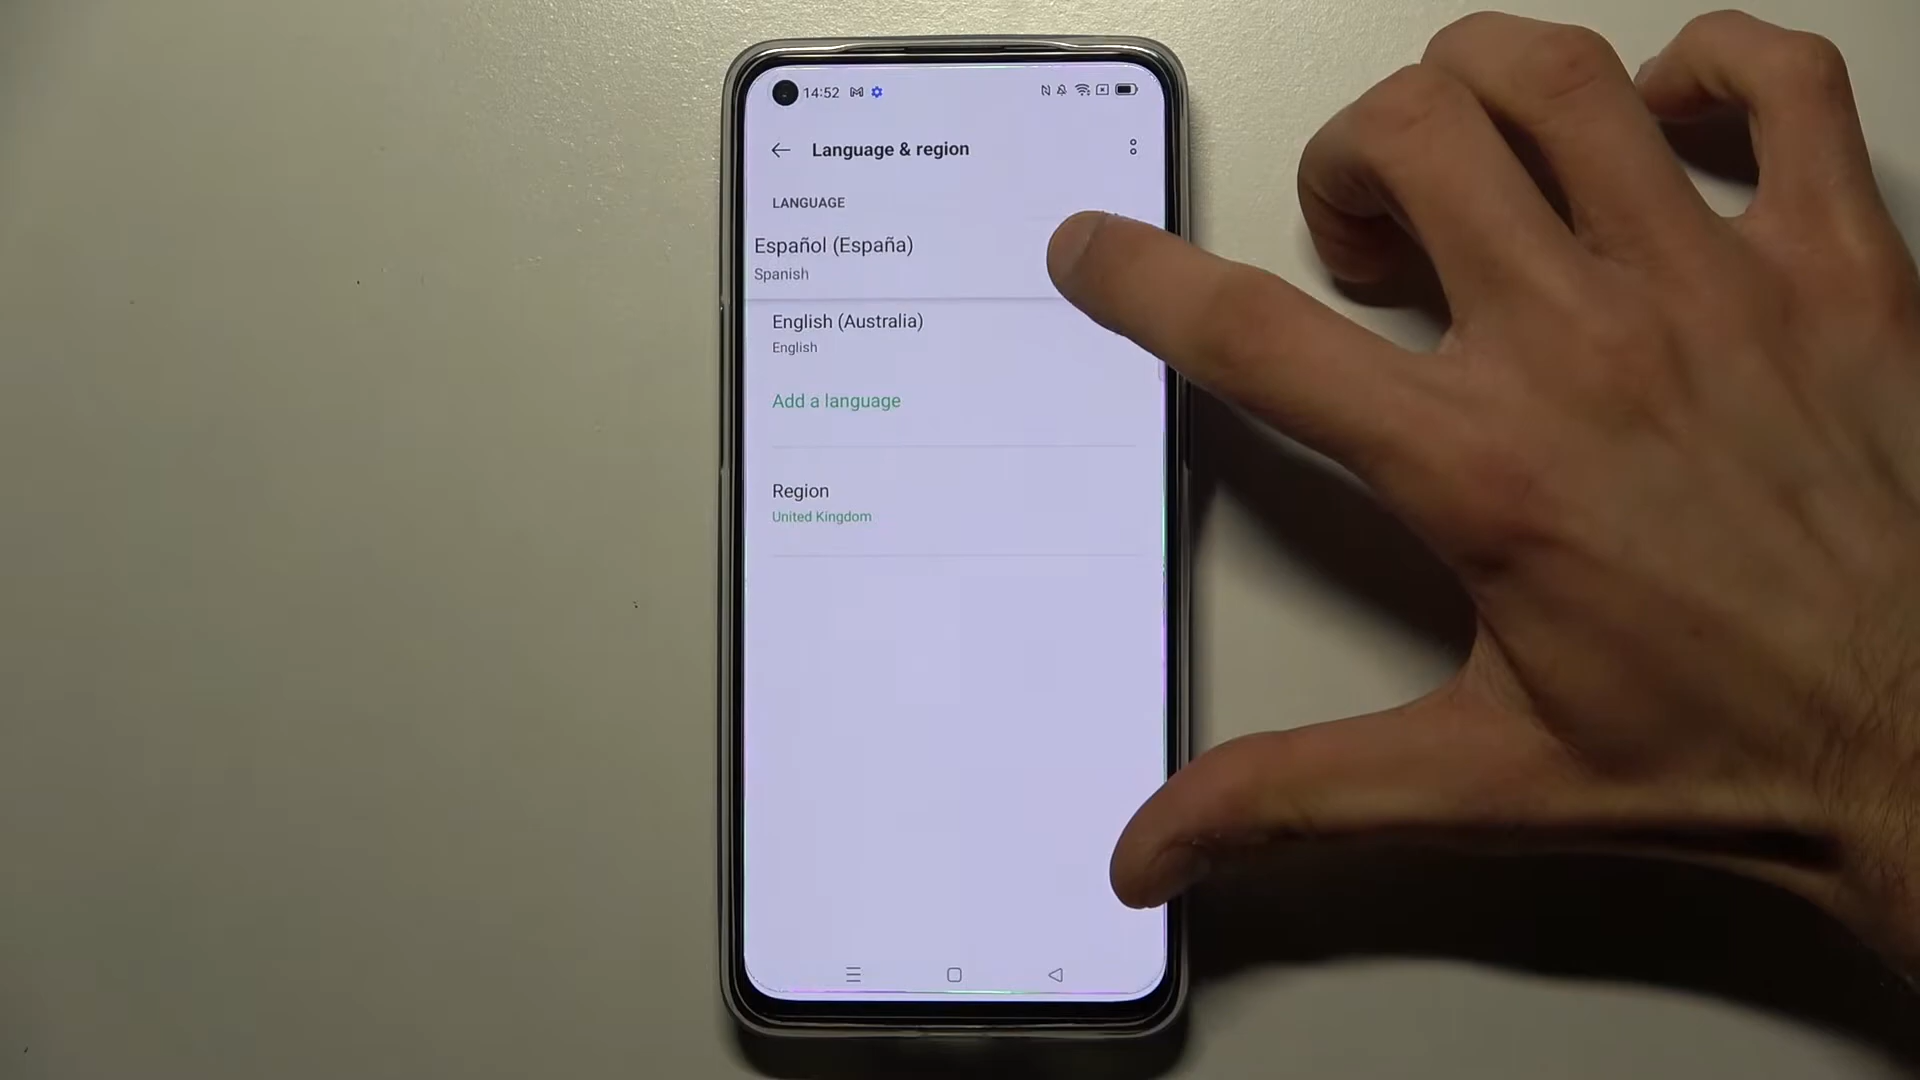 14:52
Language & region
LANGUAGE
Español (España)
Spanish
English (Australia)
English
Add a language
Region
United Kingdom